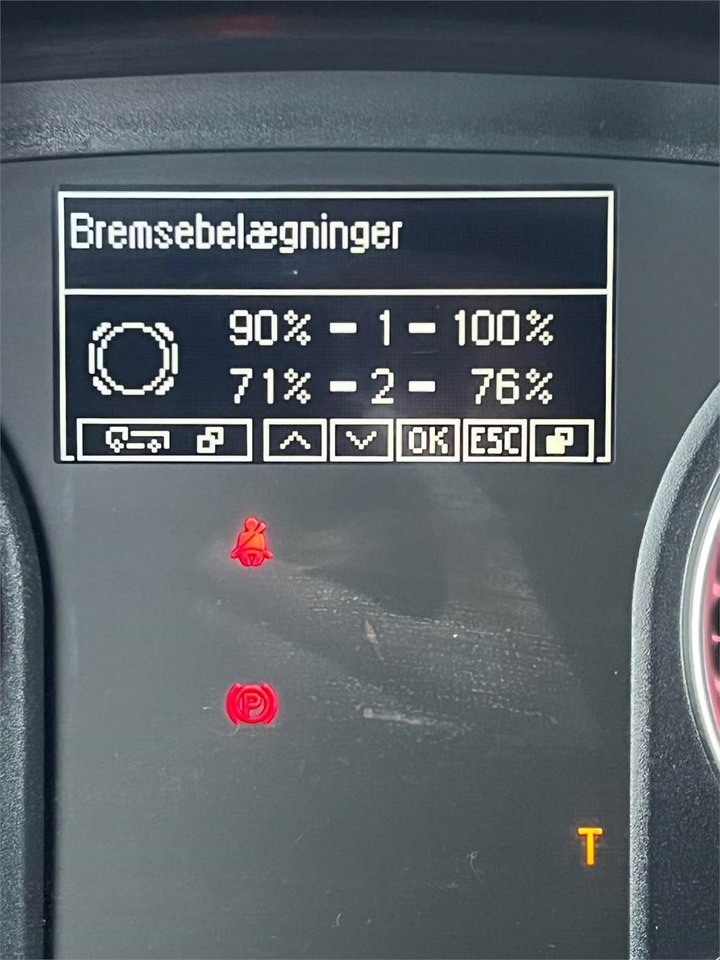 Bremsebelægninger
90% - 1 - 100%
71% - 2 - 76%
OK ESC
P
T